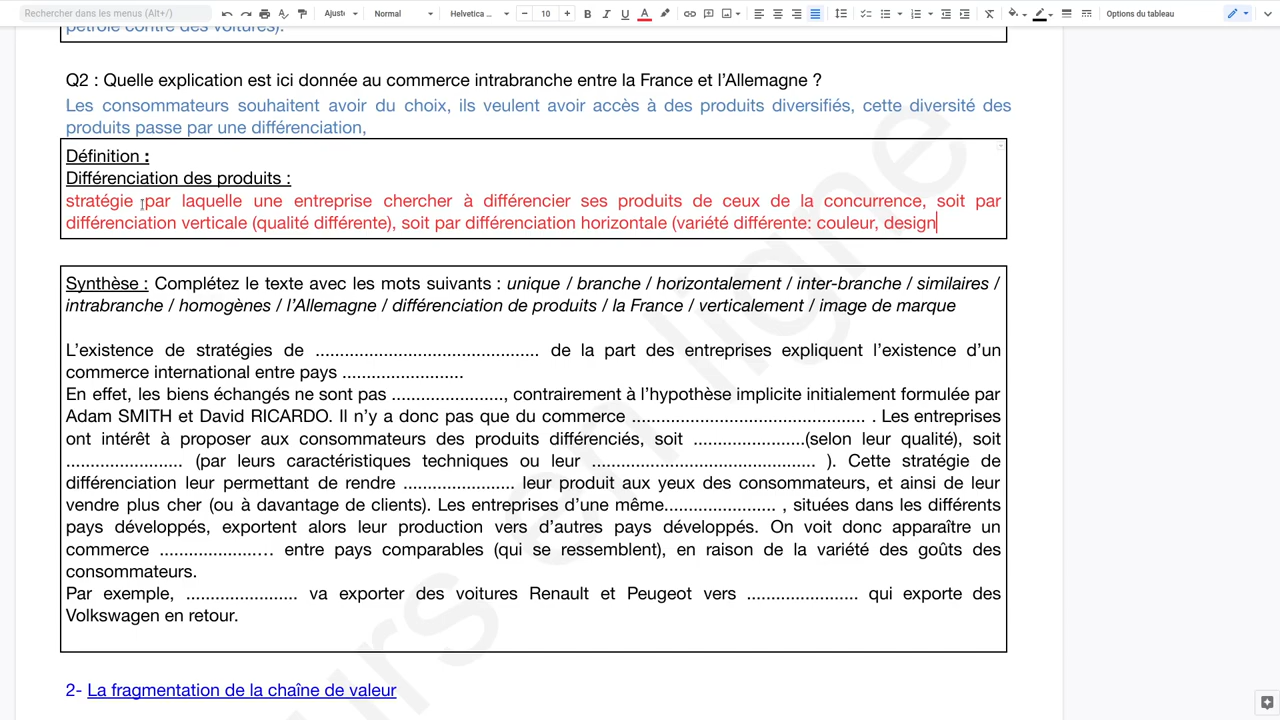 Rechercher dans les menus (Alt+/)
Ajuste
Normal
Helvetica ...
10
B I U A
Options du tableau
pétrole contre des voitures).
Q2 : Quelle explication est ici donnée au commerce intrabranche entre la France et l'Allemagne ?
Les consommateurs souhaitent avoir du choix, ils veulent avoir accès à des produits diversifiés, cette diversité des
produits passe par une différenciation,
Définition :
Différenciation des produits :
stratégie par laquelle une entreprise chercher à différencier ses produits de ceux de la concurrence, soit par
différenciation verticale (qualité différente), soit par différenciation horizontale (variété différente: couleur, design
Synthèse : Complétez le texte avec les mots suivants : unique / branche / horizontalement / inter-branche / similaires /
intrabranche / homogènes / l'Allemagne / différenciation de produits / la France / verticalement / image de marque
L'existence de stratégies de ................................................ de la part des entreprises expliquent l'existence d'un
commerce international entre pays ..........................
En effet, les biens échangés ne sont pas ........................, contrairement à l'hypothèse implicite initialement formulée par
Adam SMITH et David RICARDO. Il n'y a donc pas que du commerce .................................................. . Les entreprises
ont intérêt à proposer aux consommateurs des produits différenciés, soit ........................(selon leur qualité), soit
......................... (par leurs caractéristiques techniques ou leur ................................................ ). Cette stratégie de
différenciation leur permettant de rendre ........................ leur produit aux yeux des consommateurs, et ainsi de leur
vendre plus cher (ou à davantage de clients). Les entreprises d'une même........................ , situées dans les différents
pays développés, exportent alors leur production vers d'autres pays développés. On voit donc apparaître un
commerce ........................ entre pays comparables (qui se ressemblent), en raison de la variété des goûts des
consommateurs.
Par exemple, ........................ va exporter des voitures Renault et Peugeot vers ........................ qui exporte des
Volkswagen en retour.
2- La fragmentation de la chaîne de valeur
urs en ligne